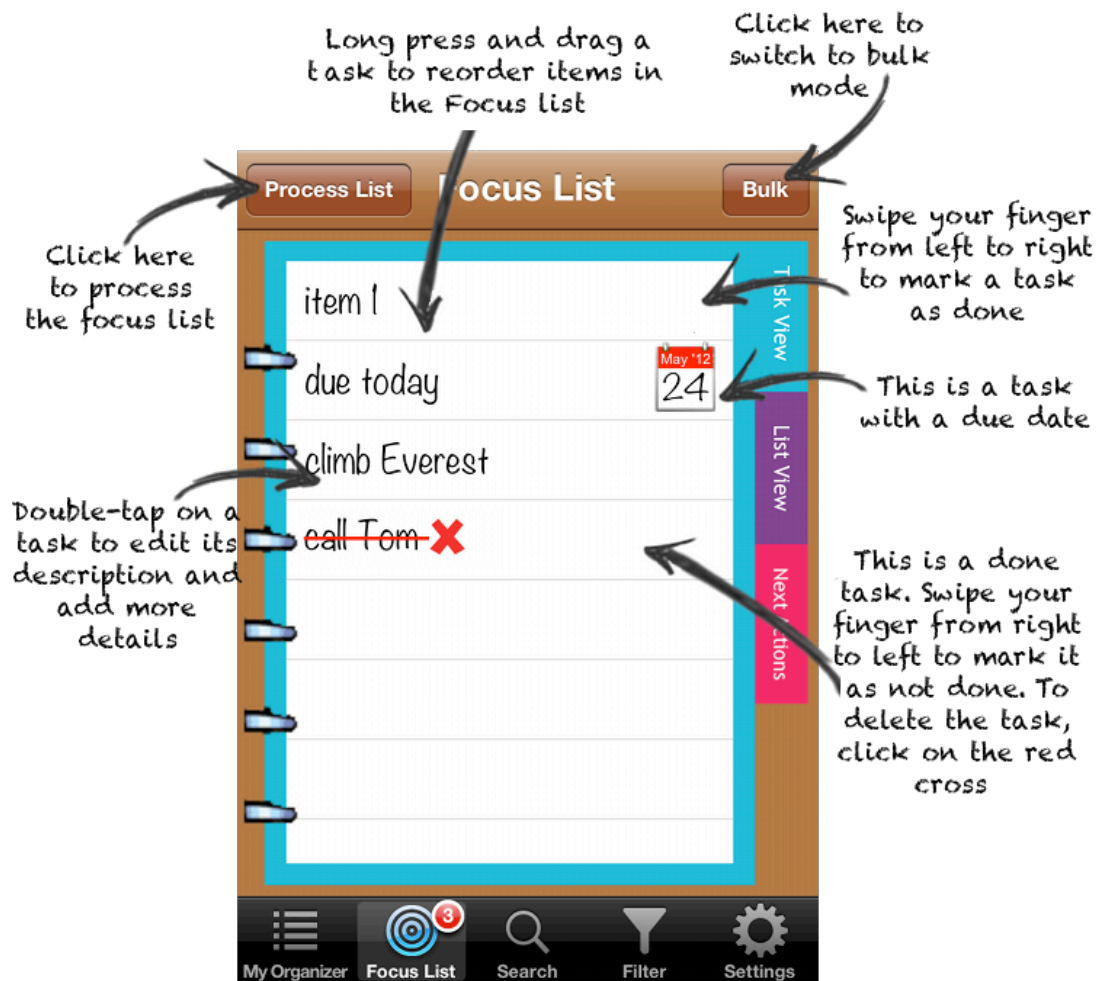 Long press and drag a
task to reorder items in
the Focus list
Click here to
switch to bulk
mode
Process List
Focus List
Bulk
Click here
to process
the focus list
Swipe your finger
from left to right
to mark a task
as done
item 1
Task View
due today
May '12
24
This is a task
with a due date
List View
climb Everest
Double-tap on a
task to edit its
description and
add more
details
call Tom
Next Actions
This is a done
task. Swipe your
finger from right
to left to mark it
as not done. To
delete the task,
click on the red
cross
3
My Organizer
Focus List
Search
Filter
Settings